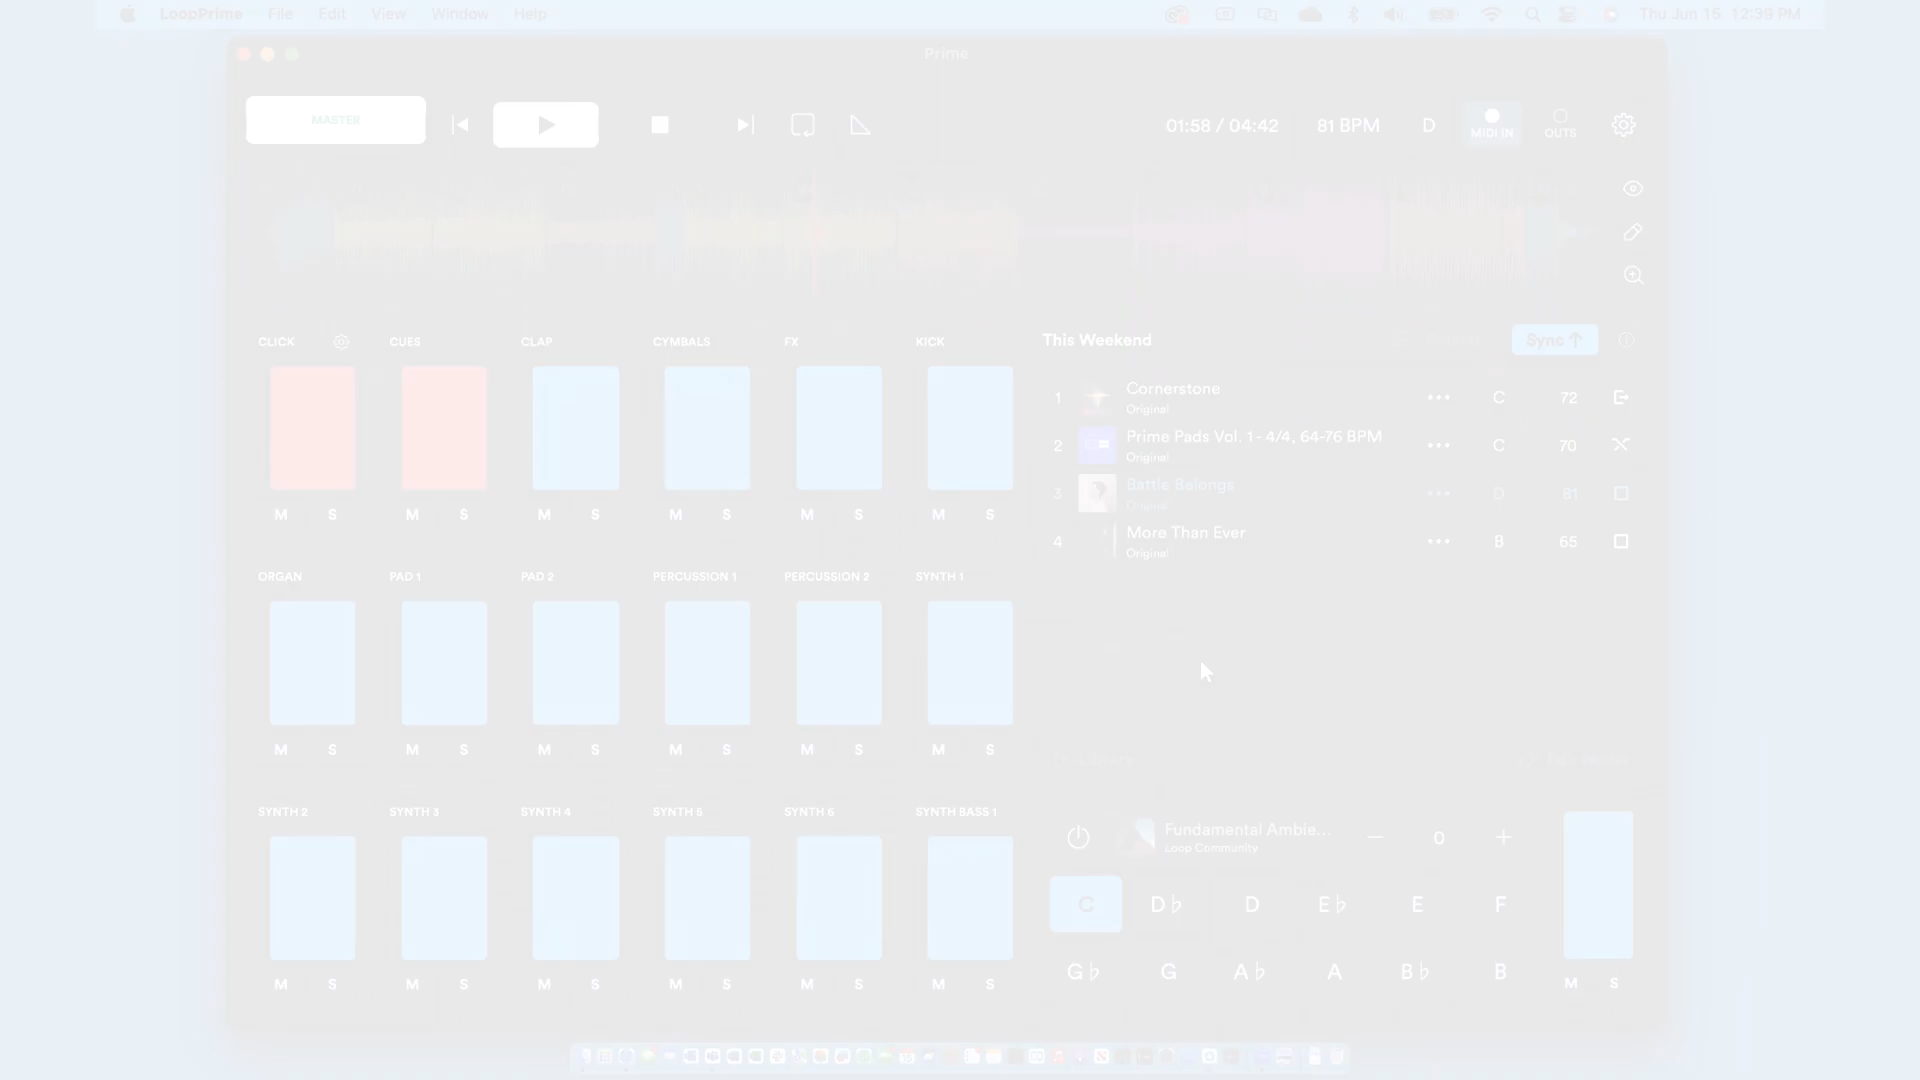 LoopPrime File Edit View Window Help Thu Jun 15 12:39 PM
Prime
MASTER 01:58 / 04:42 81 BPM D MIDI IN OUTS
CLICK CUES CLAP CYMBALS FX KICK
M S M S M S M S M S M S
ORGAN PAD 1 PAD 2 PERCUSSION 1 PERCUSSION 2 SYNTH 1
M S M S M S M S M S M S
SYNTH 2 SYNTH 3 SYNTH 4 SYNTH 5 SYNTH 6 SYNTH BASS 1
M S M S M S M S M S M S
This Weekend Sync ↑
1 Cornerstone ••• C 72
Original
2 Prime Pads Vol. 1 - 4/4, 64-76 BPM ••• C 70
Original
3 Battle Belongs ••• D 81
Original
4 More Than Ever ••• B 65
Original
Fundamental Ambie... — 0 +
Loop Community
C D♭ D E♭ E F
G♭ G A♭ A B♭ B
M S